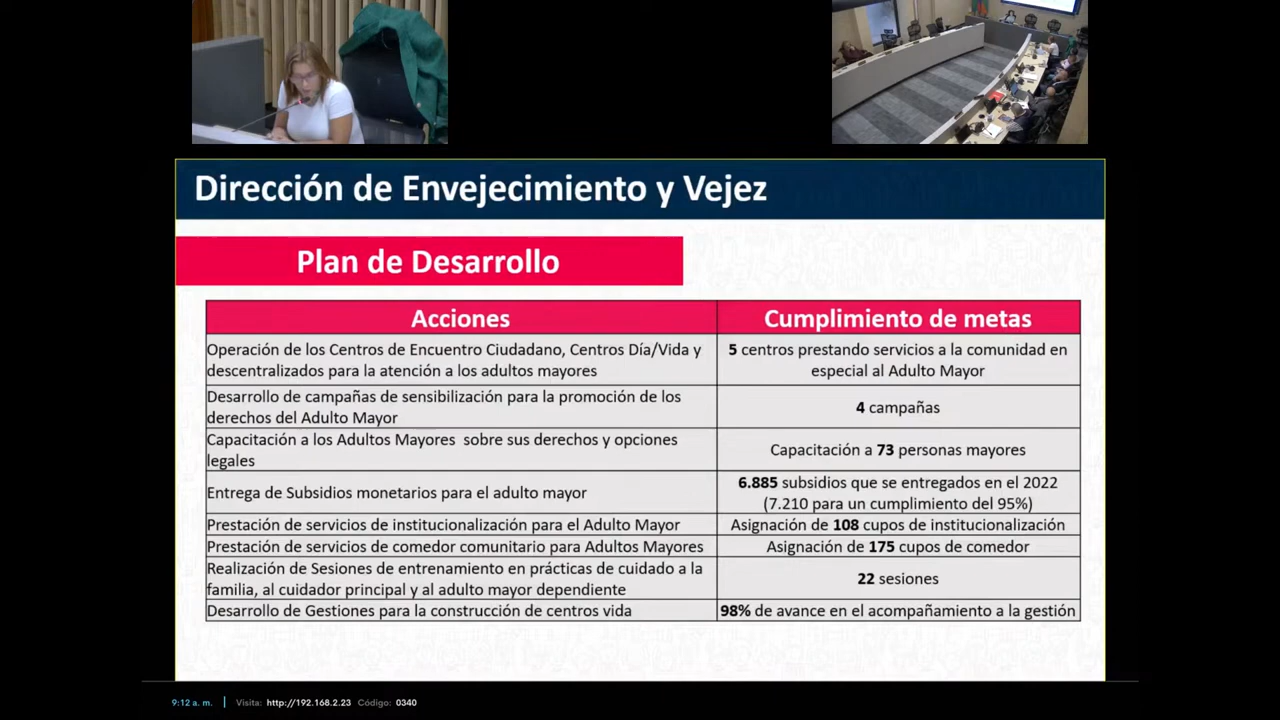 Dirección de Envejecimiento y Vejez
Plan de Desarrollo
Acciones
Cumplimiento de metas
Operación de los Centros de Encuentro Ciudadano, Centros Día/Vida y
descentralizados para la atención a los adultos mayores
5 centros prestando servicios a la comunidad en
especial al Adulto Mayor
Desarrollo de campañas de sensibilización para la promoción de los
derechos del Adulto Mayor
4 campañas
Capacitación a los Adultos Mayores sobre sus derechos y opciones
legales
Capacitación a 73 personas mayores
Entrega de Subsidios monetarios para el adulto mayor
6.885 subsidios que se entregados en el 2022
(7.210 para un cumplimiento del 95%)
Prestación de servicios de institucionalización para el Adulto Mayor
Asignación de 108 cupos de institucionalización
Prestación de servicios de comedor comunitario para Adultos Mayores
Asignación de 175 cupos de comedor
Realización de Sesiones de entrenamiento en prácticas de cuidado a la
familia, al cuidador principal y al adulto mayor dependiente
22 sesiones
Desarrollo de Gestiones para la construcción de centros vida
98% de avance en el acompañamiento a la gestión
9:12 a. m. | Visita: http://192.168.2.23 Código: 0340